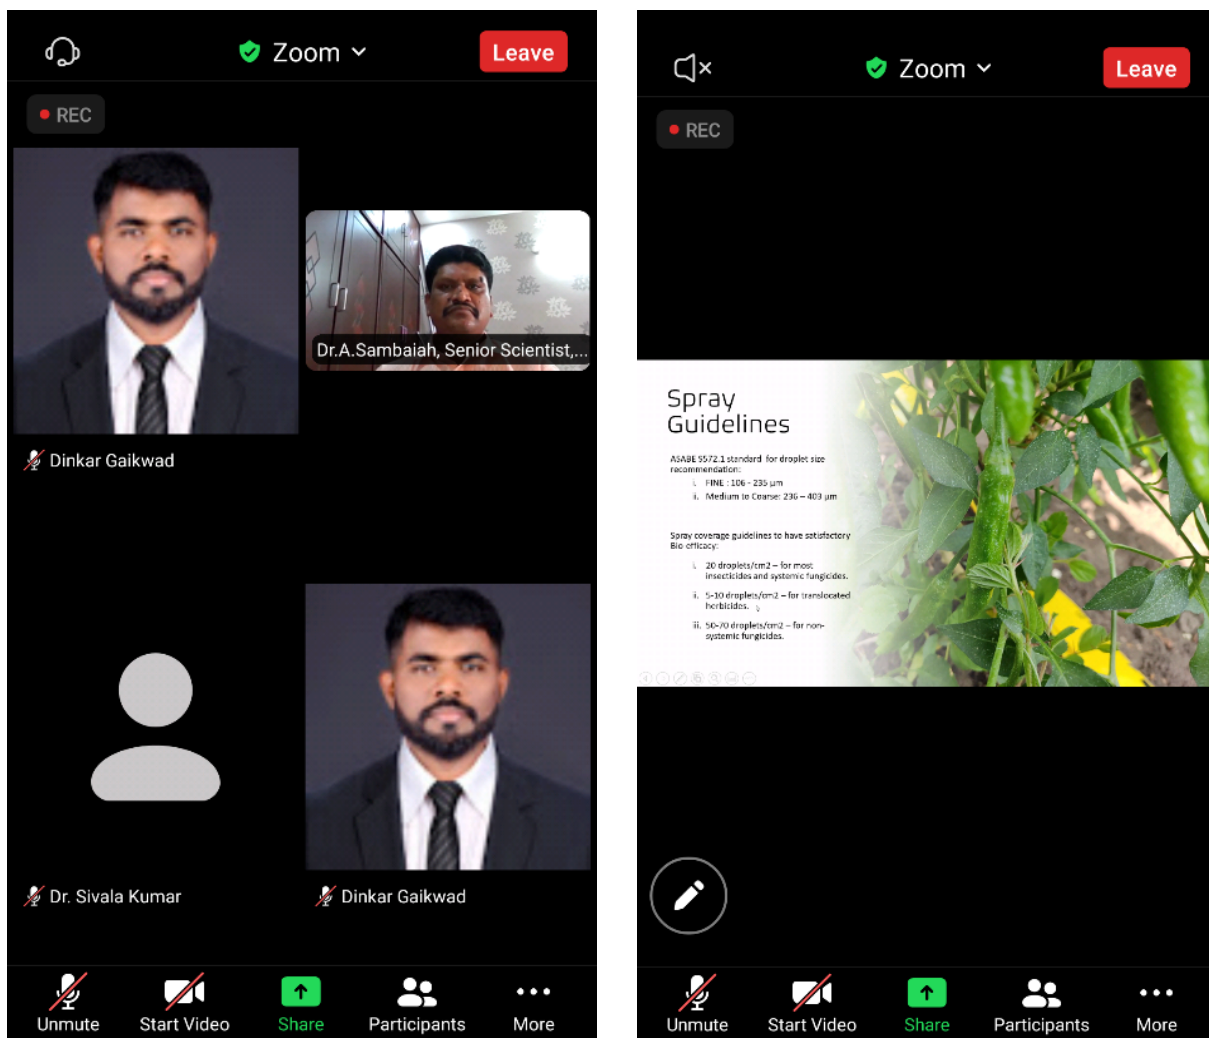 Zoom
Leave
REC
Dr.A.Sambaiah, Senior Scientist,...
Dinkar Gaikwad
Dr. Sivala Kumar
Dinkar Gaikwad
Unmute
Start Video
Share
Participants
More
Zoom
Leave
REC
Spray
Guidelines
ASABE S572.1 standard for droplet size
recommendation:
i. FINE : 106 - 235 µm
ii. Medium to Coarse: 236 – 403 µm
Spray coverage guidelines to have satisfactory
Bio efficacy:
i. 20 droplets/cm2 – for most
insecticides and systemic fungicides.
ii. 5-10 droplets/cm2 – for translocated
herbicides.
iii. 50-70 droplets/cm2 – for non-
systemic fungicides.
Unmute
Start Video
Share
Participants
More